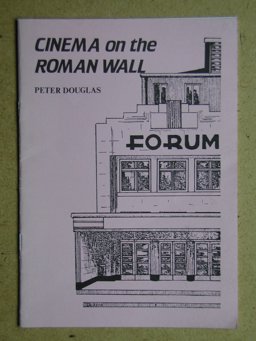 CINEMA on the
ROMAN WALL
PETER DOUGLAS
FORUM